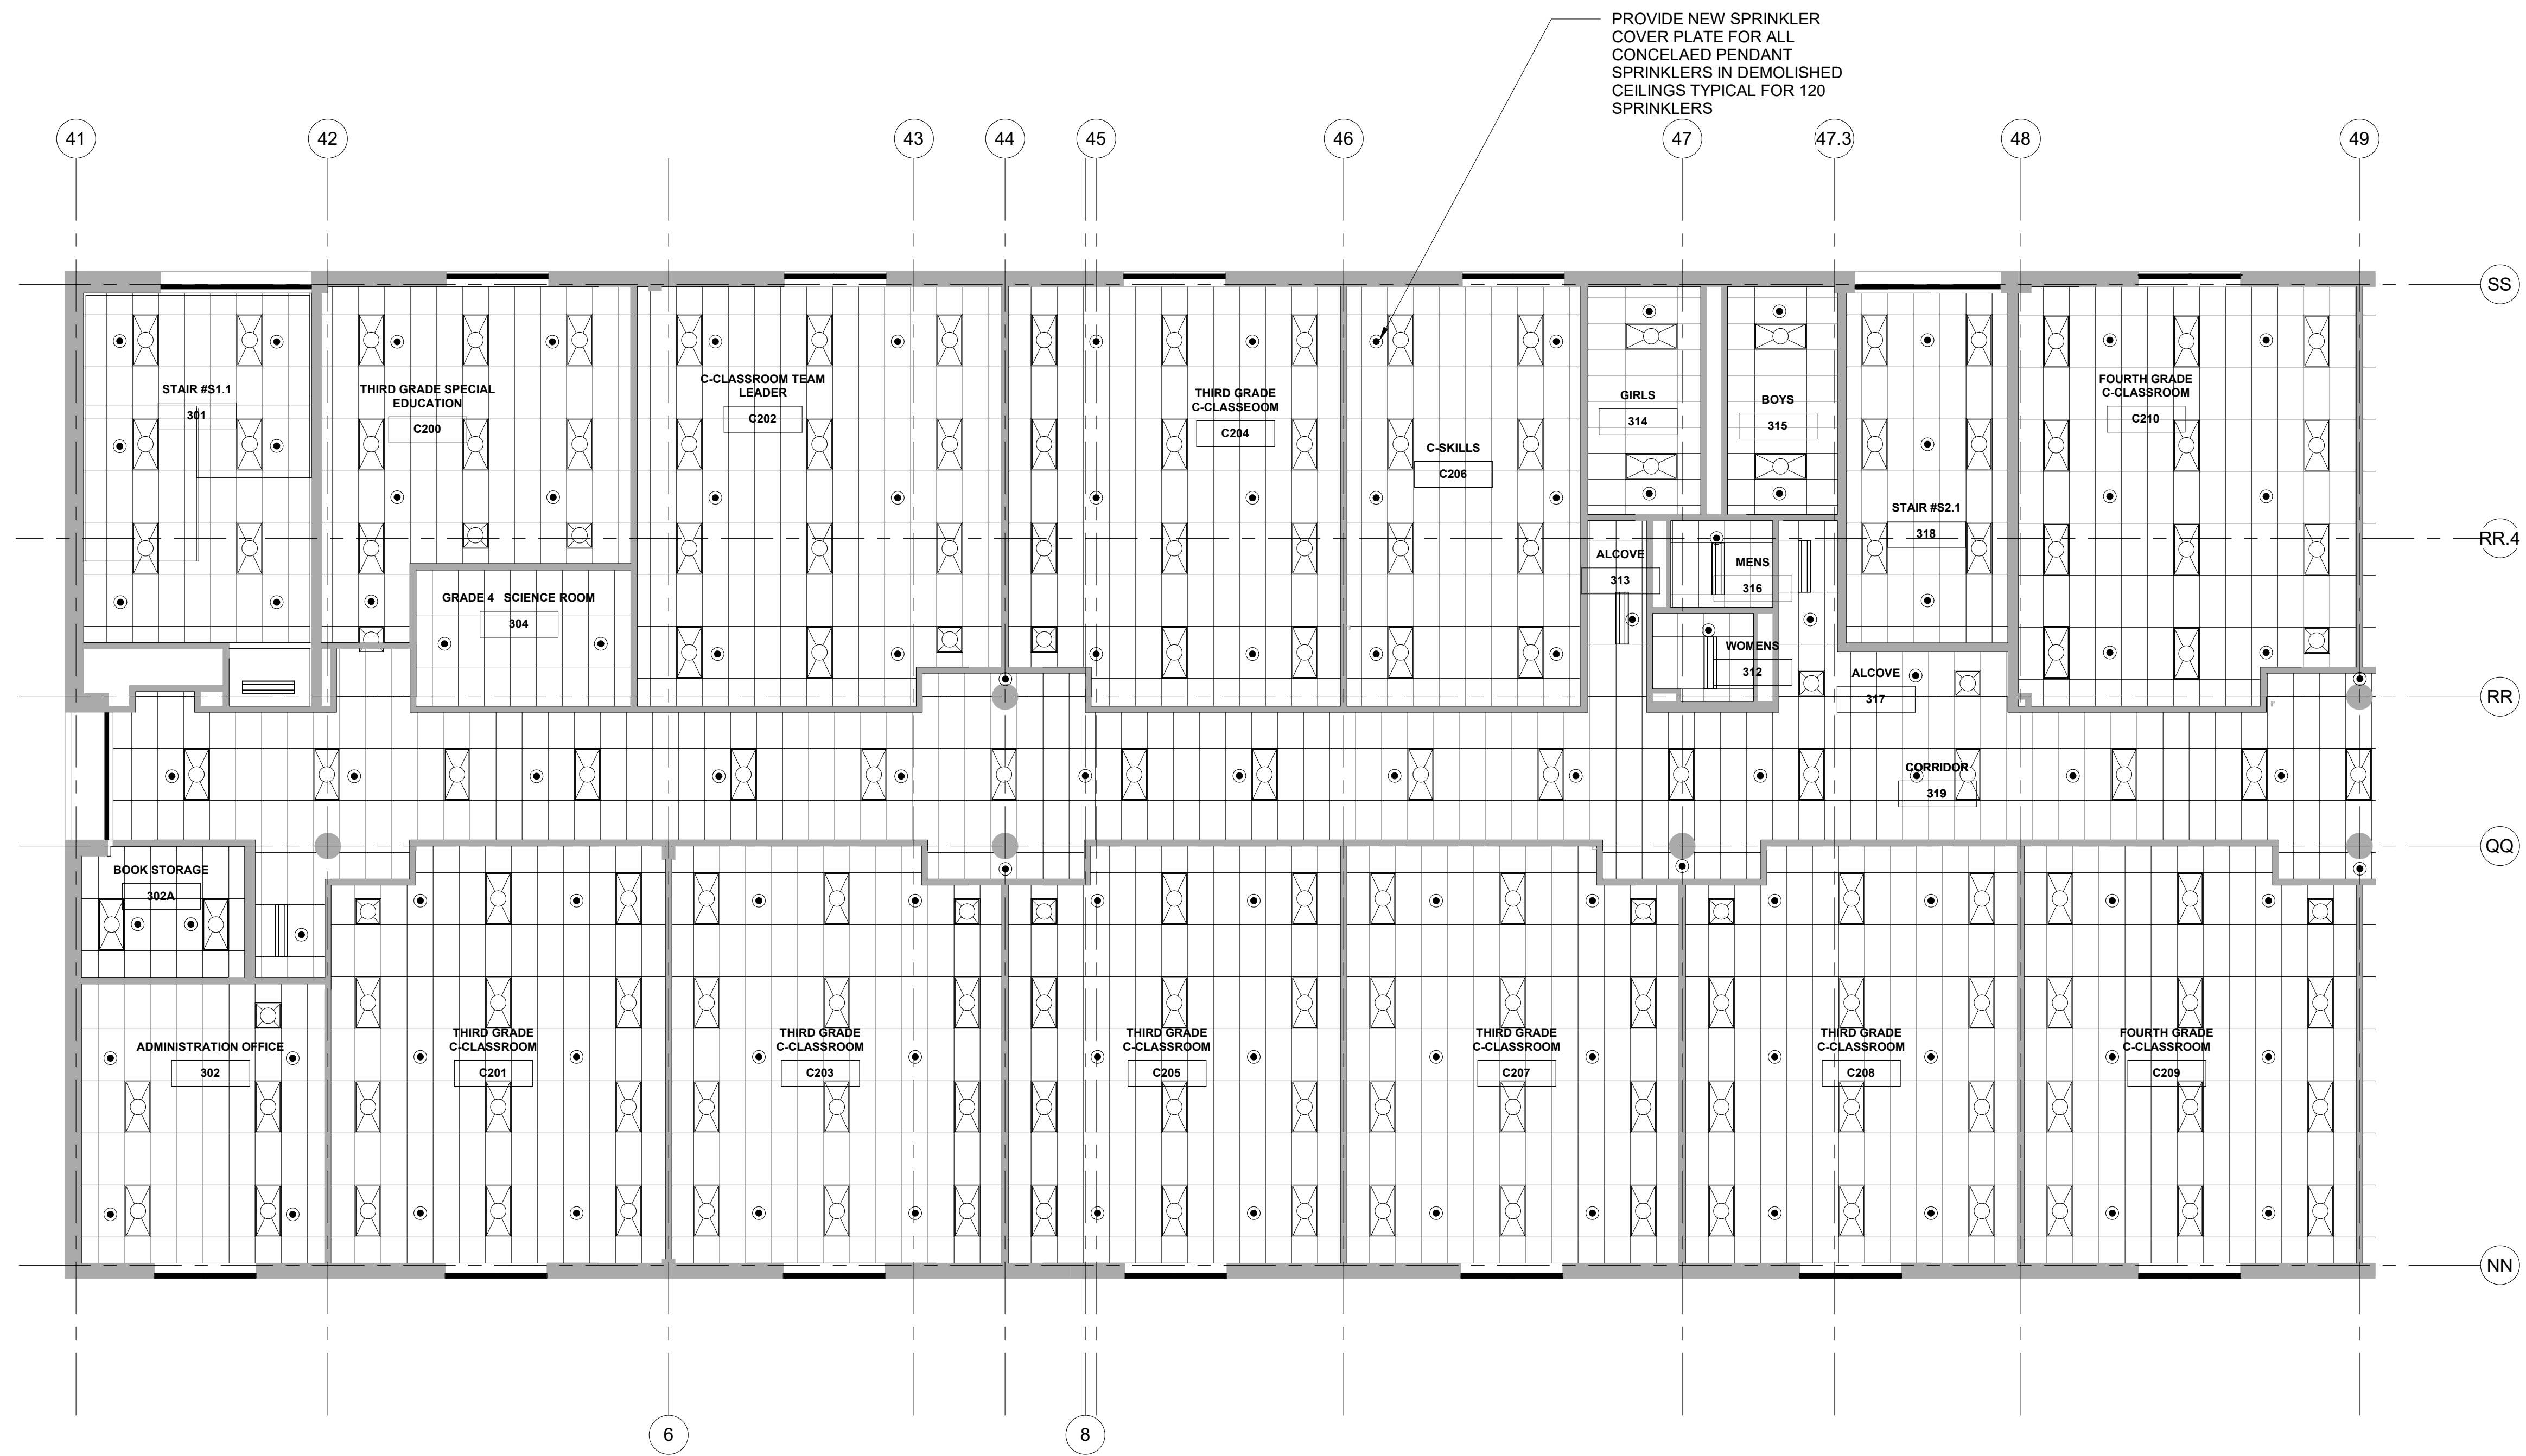 PROVIDE NEW SPRINKLER
COVER PLATE FOR ALL
CONCELAED PENDANT
SPRINKLERS IN DEMOLISHED
CEILINGS TYPICAL FOR 120
SPRINKLERS
41
42
43
44
45
46
47
47.3
48
49
SS
STAIR #S1.1
301
THIRD GRADE SPECIAL
EDUCATION
C200
C-CLASSROOM TEAM
LEADER
C202
THIRD GRADE
C-CLASSEOOM
C204
C-SKILLS
C206
GIRLS
314
BOYS
315
STAIR #S2.1
318
FOURTH GRADE
C-CLASSROOM
C210
RR.4
GRADE 4 SCIENCE ROOM
304
ALCOVE
313
MENS
316
WOMENS
312
ALCOVE
317
RR
CORRIDOR
319
QQ
BOOK STORAGE
302A
ADMINISTRATION OFFICE
302
THIRD GRADE
C-CLASSROOM
C201
THIRD GRADE
C-CLASSROOM
C203
THIRD GRADE
C-CLASSROOM
C205
THIRD GRADE
C-CLASSROOM
C207
THIRD GRADE
C-CLASSROOM
C208
FOURTH GRADE
C-CLASSROOM
C209
NN
6
8